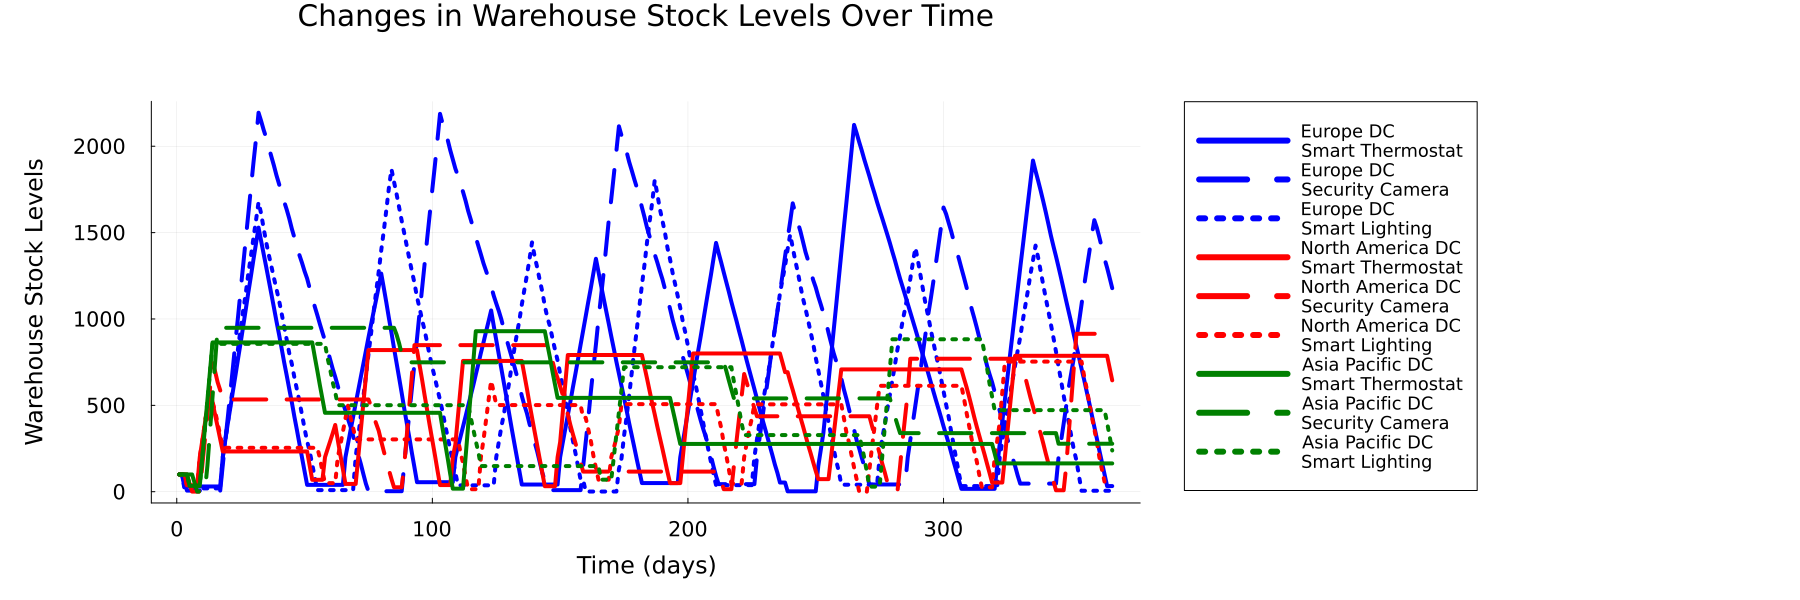 Changes in Warehouse Stock Levels Over Time
Warehouse Stock Levels
2000
1500
1000
500
0
0 100 200 300
Time (days)
Europe DC
Smart Thermostat
Europe DC
Security Camera
Europe DC
Smart Lighting
North America DC
Smart Thermostat
North America DC
Security Camera
North America DC
Smart Lighting
Asia Pacific DC
Smart Thermostat
Asia Pacific DC
Security Camera
Asia Pacific DC
Smart Lighting